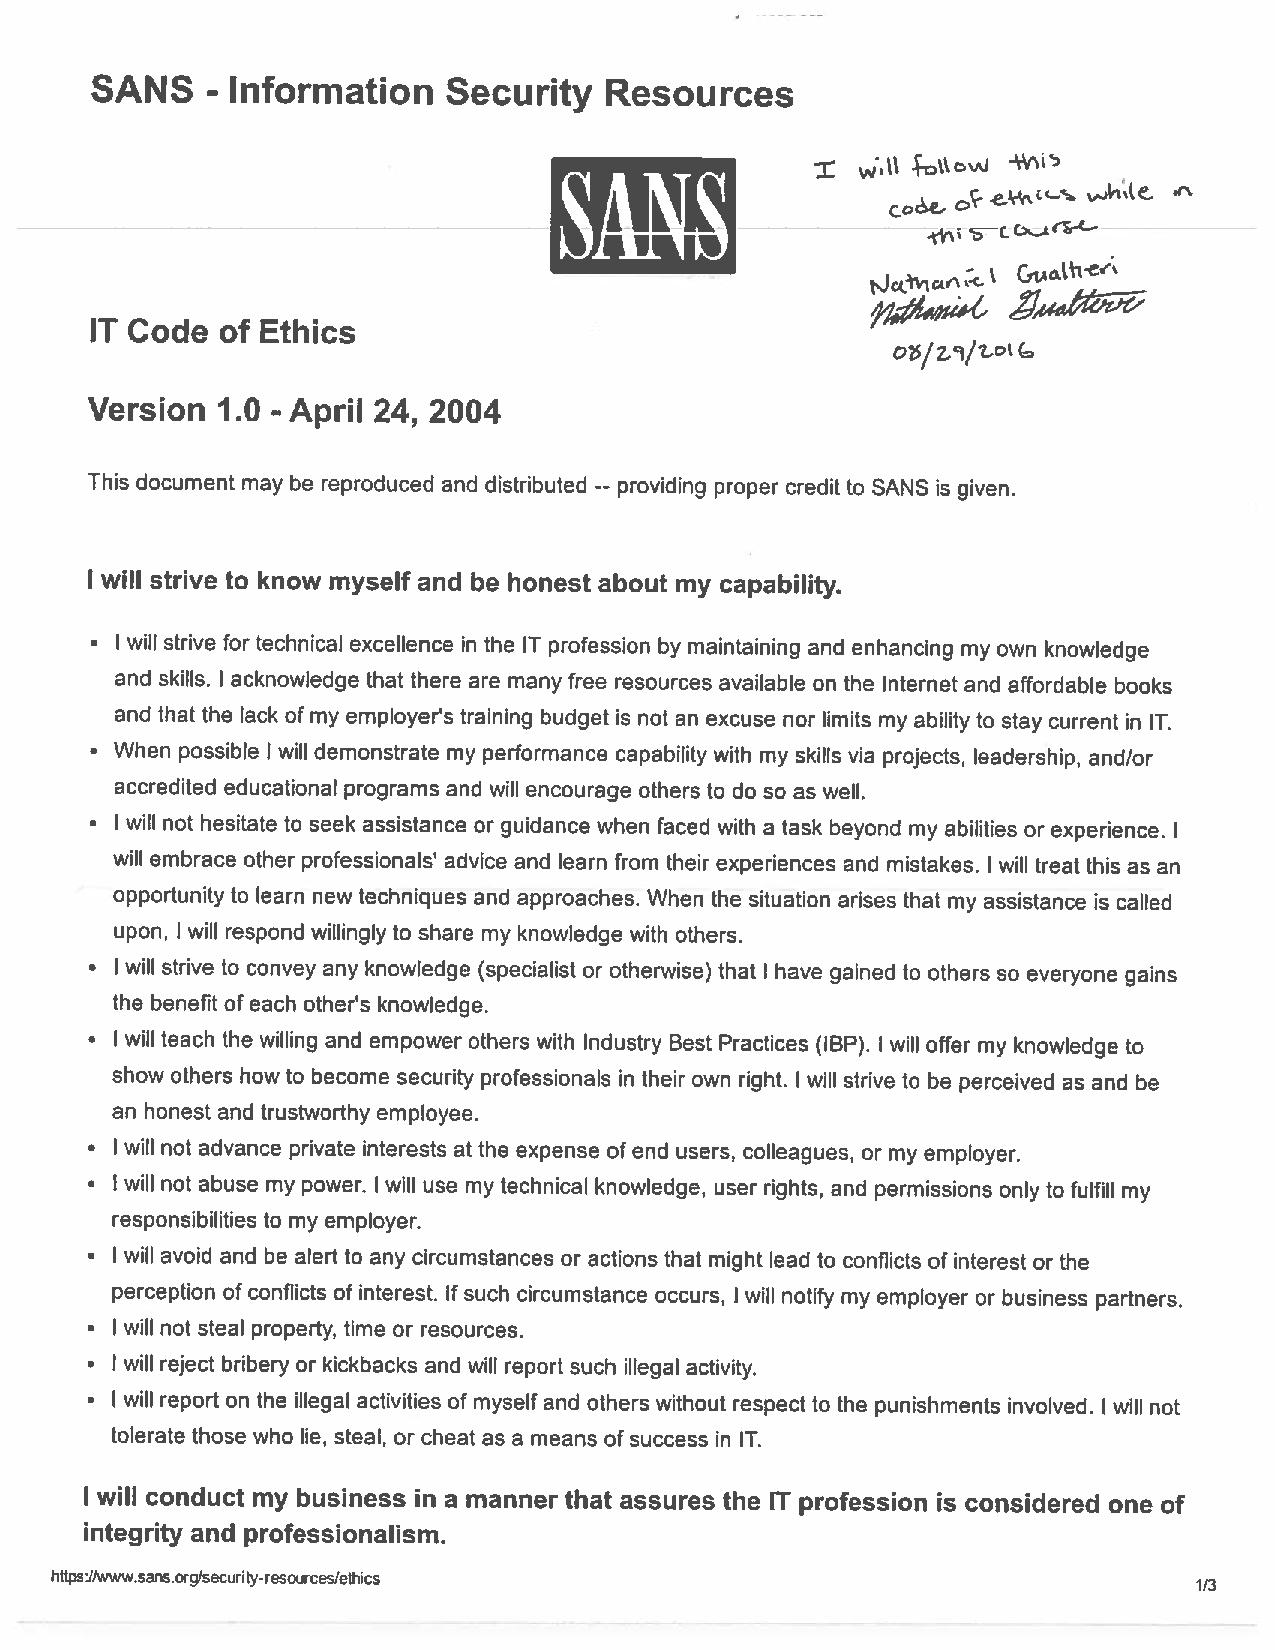 SANS - Information Security Resources
SANS
I will follow this
code of ethics while in
this course
Nathaniel Gualtieri
Nathaniel Gualtieri
08/29/2016
IT Code of Ethics
Version 1.0 - April 24, 2004
This document may be reproduced and distributed -- providing proper credit to SANS is given.
I will strive to know myself and be honest about my capability.
▪ I will strive for technical excellence in the IT profession by maintaining and enhancing my own knowledge
and skills. I acknowledge that there are many free resources available on the Internet and affordable books
and that the lack of my employer's training budget is not an excuse nor limits my ability to stay current in IT.
▪ When possible I will demonstrate my performance capability with my skills via projects, leadership, and/or
accredited educational programs and will encourage others to do so as well.
▪ I will not hesitate to seek assistance or guidance when faced with a task beyond my abilities or experience. I
will embrace other professionals' advice and learn from their experiences and mistakes. I will treat this as an
opportunity to learn new techniques and approaches. When the situation arises that my assistance is called
upon, I will respond willingly to share my knowledge with others.
▪ I will strive to convey any knowledge (specialist or otherwise) that I have gained to others so everyone gains
the benefit of each other's knowledge.
▪ I will teach the willing and empower others with Industry Best Practices (IBP). I will offer my knowledge to
show others how to become security professionals in their own right. I will strive to be perceived as and be
an honest and trustworthy employee.
▪ I will not advance private interests at the expense of end users, colleagues, or my employer.
▪ I will not abuse my power. I will use my technical knowledge, user rights, and permissions only to fulfill my
responsibilities to my employer.
▪ I will avoid and be alert to any circumstances or actions that might lead to conflicts of interest or the
perception of conflicts of interest. If such circumstance occurs, I will notify my employer or business partners.
▪ I will not steal property, time or resources.
▪ I will reject bribery or kickbacks and will report such illegal activity.
▪ I will report on the illegal activities of myself and others without respect to the punishments involved. I will not
tolerate those who lie, steal, or cheat as a means of success in IT.
I will conduct my business in a manner that assures the IT profession is considered one of
integrity and professionalism.
https://www.sans.org/security-resources/ethics
1/3